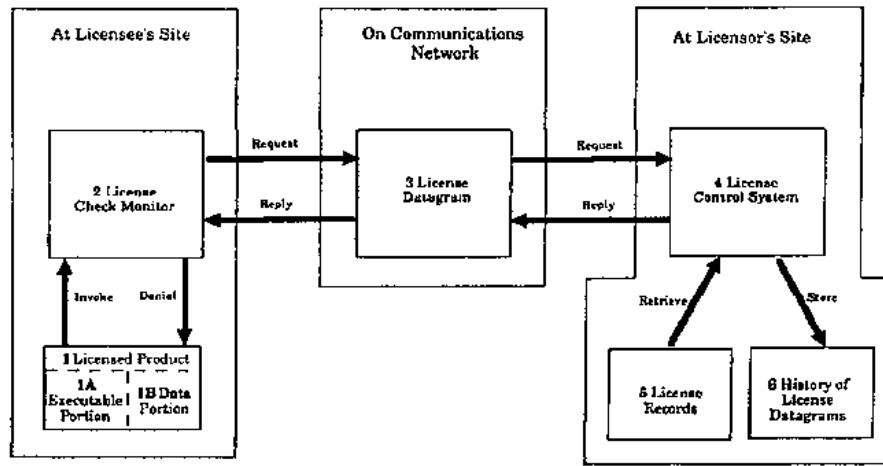 At Licensee's Site
On Communications
Network
At Licensor's Site
Request
Request
2 License
Check Monitor
3 License
Datagram
4 License
Control System
Reply
Reply
Invoke
Denial
Retrieve
Store
1 Licensed Product
1A
Executable
Portion
1B Data
Portion
5 License
Records
6 History of
License
Datagrams